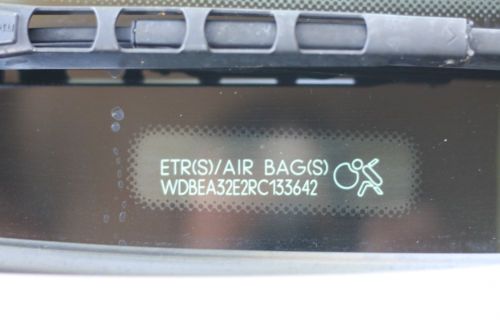 ETR(S)/AIR BAG(S)
WDBEA32E2RC133642